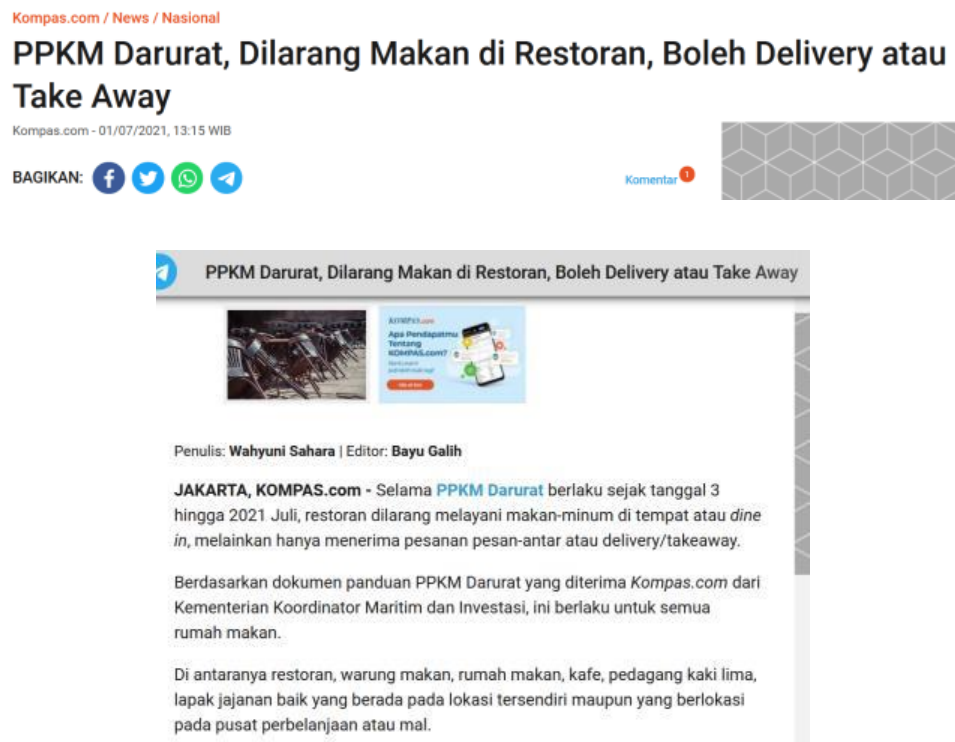 Kompas.com / News / Nasional
PPKM Darurat, Dilarang Makan di Restoran, Boleh Delivery atau
Take Away
Kompas.com - 01/07/2021, 13:15 WIB
BAGIKAN:
Komentar 1
PPKM Darurat, Dilarang Makan di Restoran, Boleh Delivery atau Take Away
KOMPAS.com
Apa Pendapatmu
Tentang
KOMPAS.com?
Penulis: Wahyuni Sahara | Editor: Bayu Galih
JAKARTA, KOMPAS.com - Selama PPKM Darurat berlaku sejak tanggal 3
hingga 2021 Juli, restoran dilarang melayani makan-minum di tempat atau dine
in, melainkan hanya menerima pesanan pesan-antar atau delivery/takeaway.
Berdasarkan dokumen panduan PPKM Darurat yang diterima Kompas.com dari
Kementerian Koordinator Maritim dan Investasi, ini berlaku untuk semua
rumah makan.
Di antaranya restoran, warung makan, rumah makan, kafe, pedagang kaki lima,
lapak jajanan baik yang berada pada lokasi tersendiri maupun yang berlokasi
pada pusat perbelanjaan atau mal.